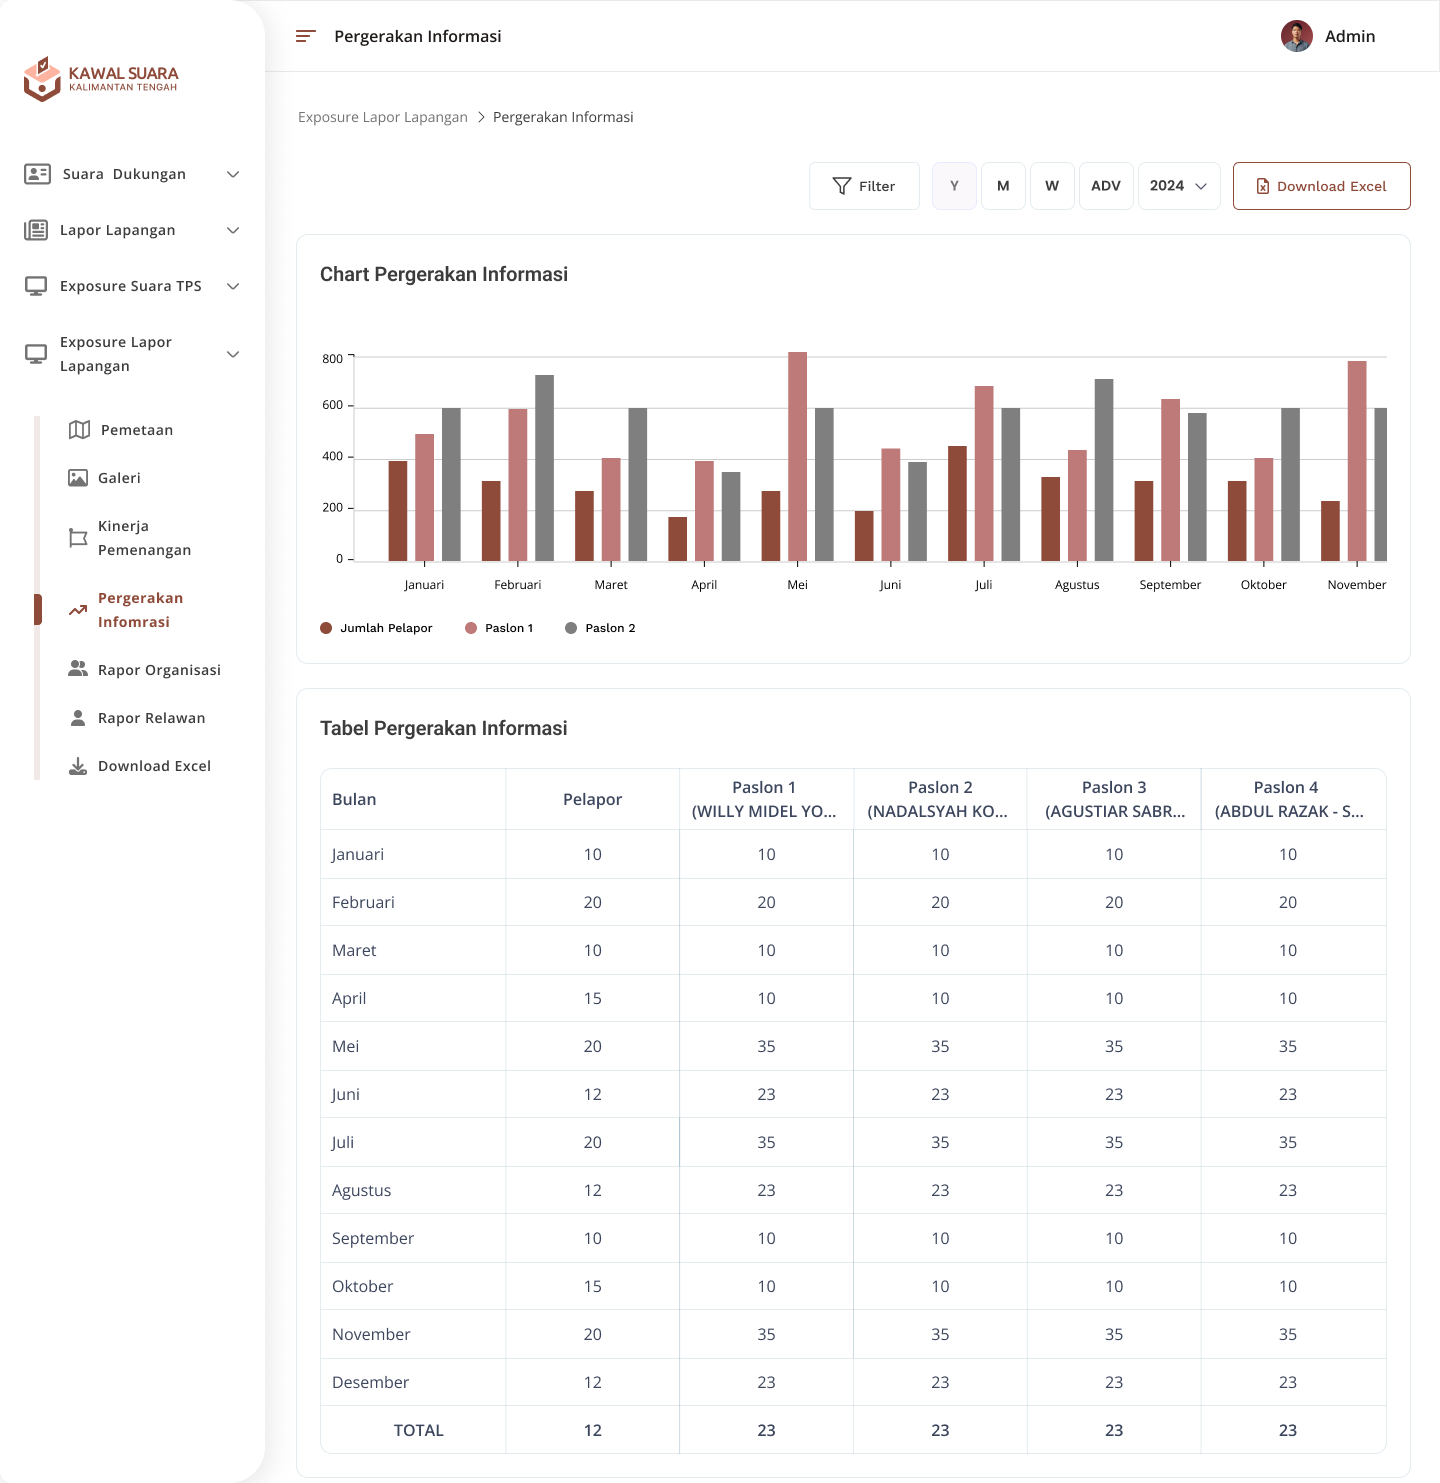 KAWAL SUARA
KALIMANTAN TENGAH
Suara Dukungan
Lapor Lapangan
Exposure Suara TPS
Exposure Lapor
Lapangan
Pemetaan
Galeri
Kinerja
Pemenangan
Pergerakan
Infomrasi
Rapor Organisasi
Rapor Relawan
Download Excel
Pergerakan Informasi
Admin
Exposure Lapor Lapangan > Pergerakan Informasi
Filter Y M W ADV 2024 Download Excel
Chart Pergerakan Informasi
800
600
400
200
0
Januari Februari Maret April Mei Juni Juli Agustus September Oktober November
Jumlah Pelapor Paslon 1 Paslon 2
Tabel Pergerakan Informasi
Bulan Pelapor Paslon 1 Paslon 2 Paslon 3 Paslon 4
(WILLY MIDEL YO... (NADALSYAH KO... (AGUSTIAR SABR... (ABDUL RAZAK - S...
Januari 10 10 10 10 10
Februari 20 20 20 20 20
Maret 10 10 10 10 10
April 15 10 10 10 10
Mei 20 35 35 35 35
Juni 12 23 23 23 23
Juli 20 35 35 35 35
Agustus 12 23 23 23 23
September 10 10 10 10 10
Oktober 15 10 10 10 10
November 20 35 35 35 35
Desember 12 23 23 23 23
TOTAL 12 23 23 23 23